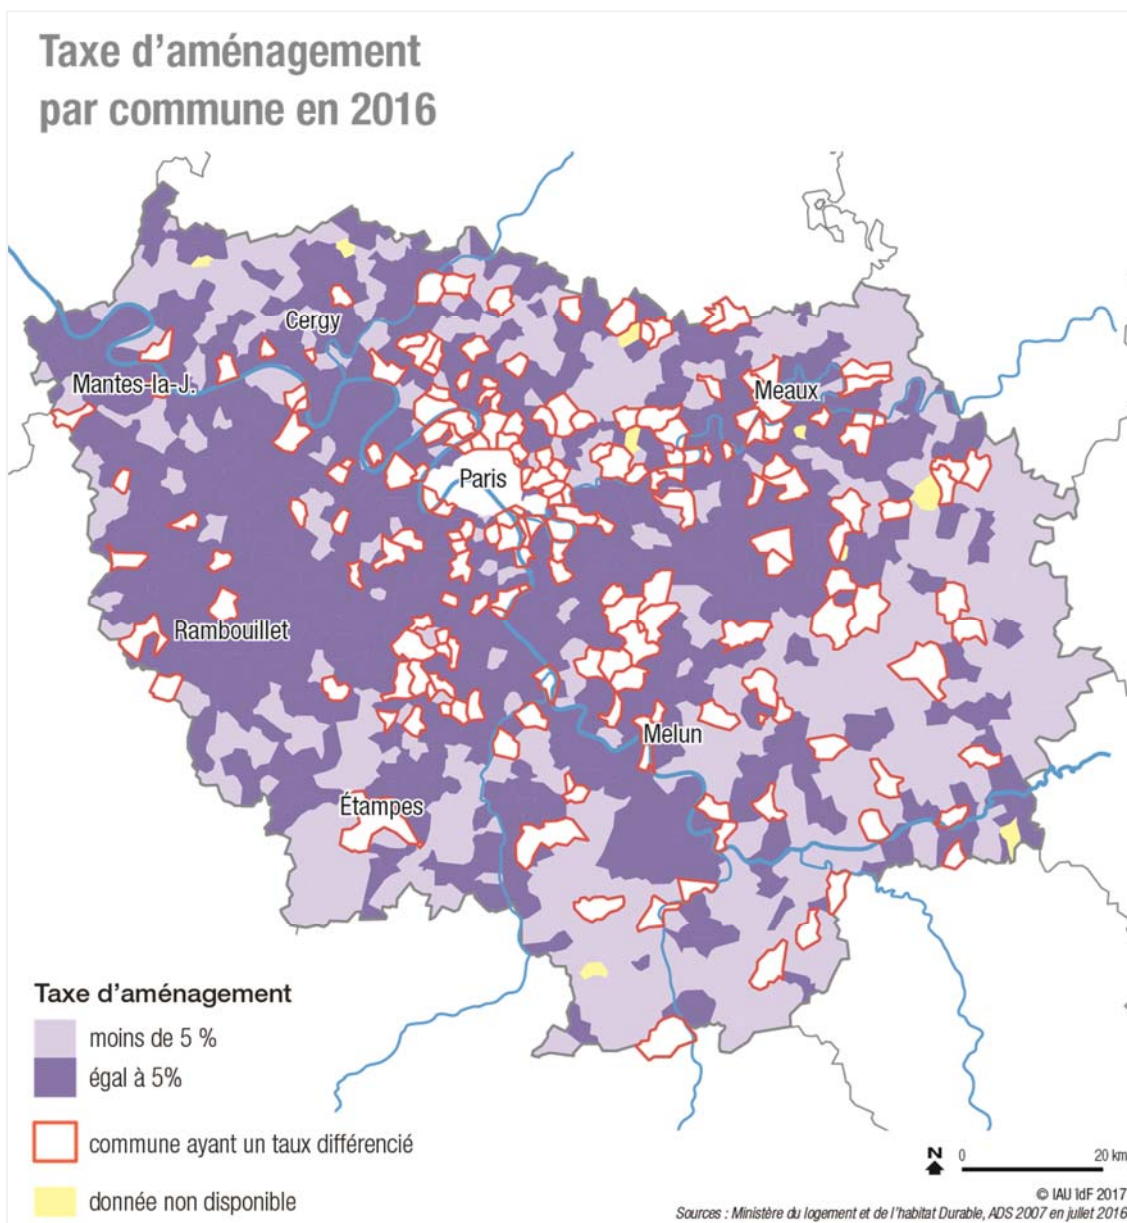 Taxe d'aménagement
par commune en 2016
Cergy
Mantes-la-J.
Meaux
Paris
Rambouillet
Melun
Étampes
Taxe d'aménagement
moins de 5 %
égal à 5%
commune ayant un taux différencié
donnée non disponible
N 0 20 km
© IAU îdF 2017
Sources : Ministère du logement et de l'habitat Durable, ADS 2007 en juillet 2016